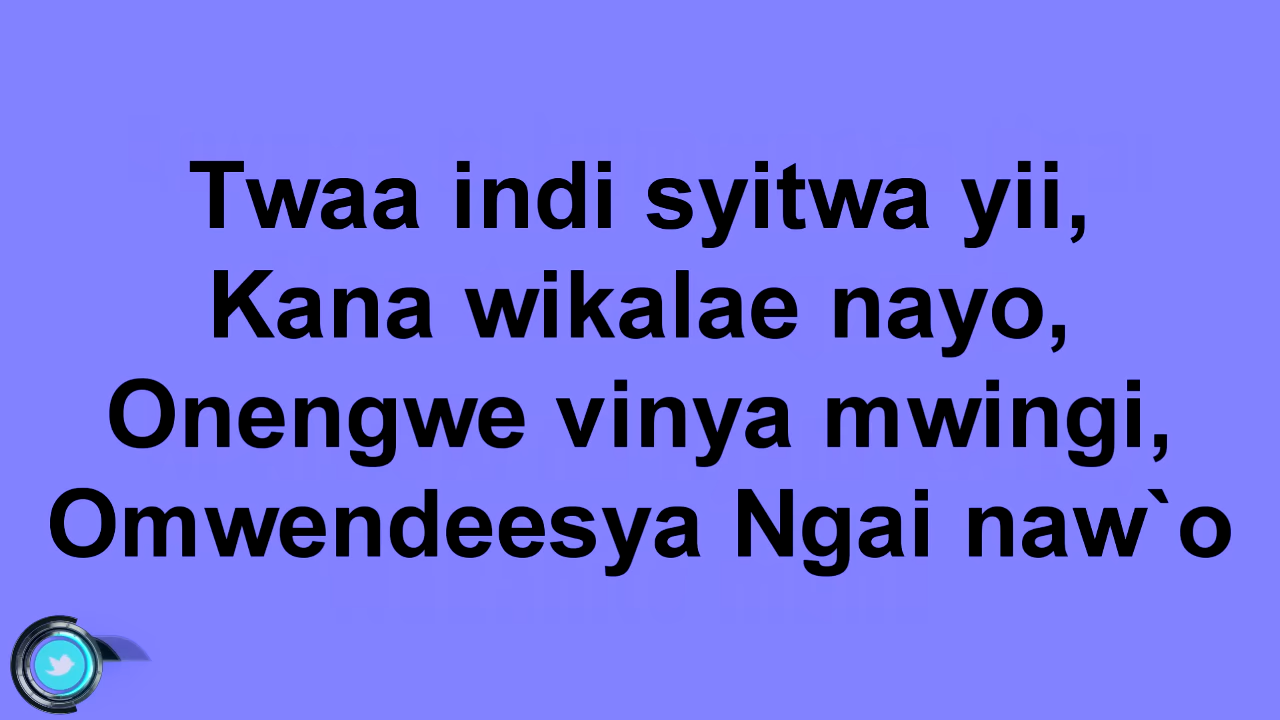 Twaa indi syitwa yii,
Kana wikalae nayo,
Onengwe vinya mwingi,
Omwendeesya Ngai naw`o